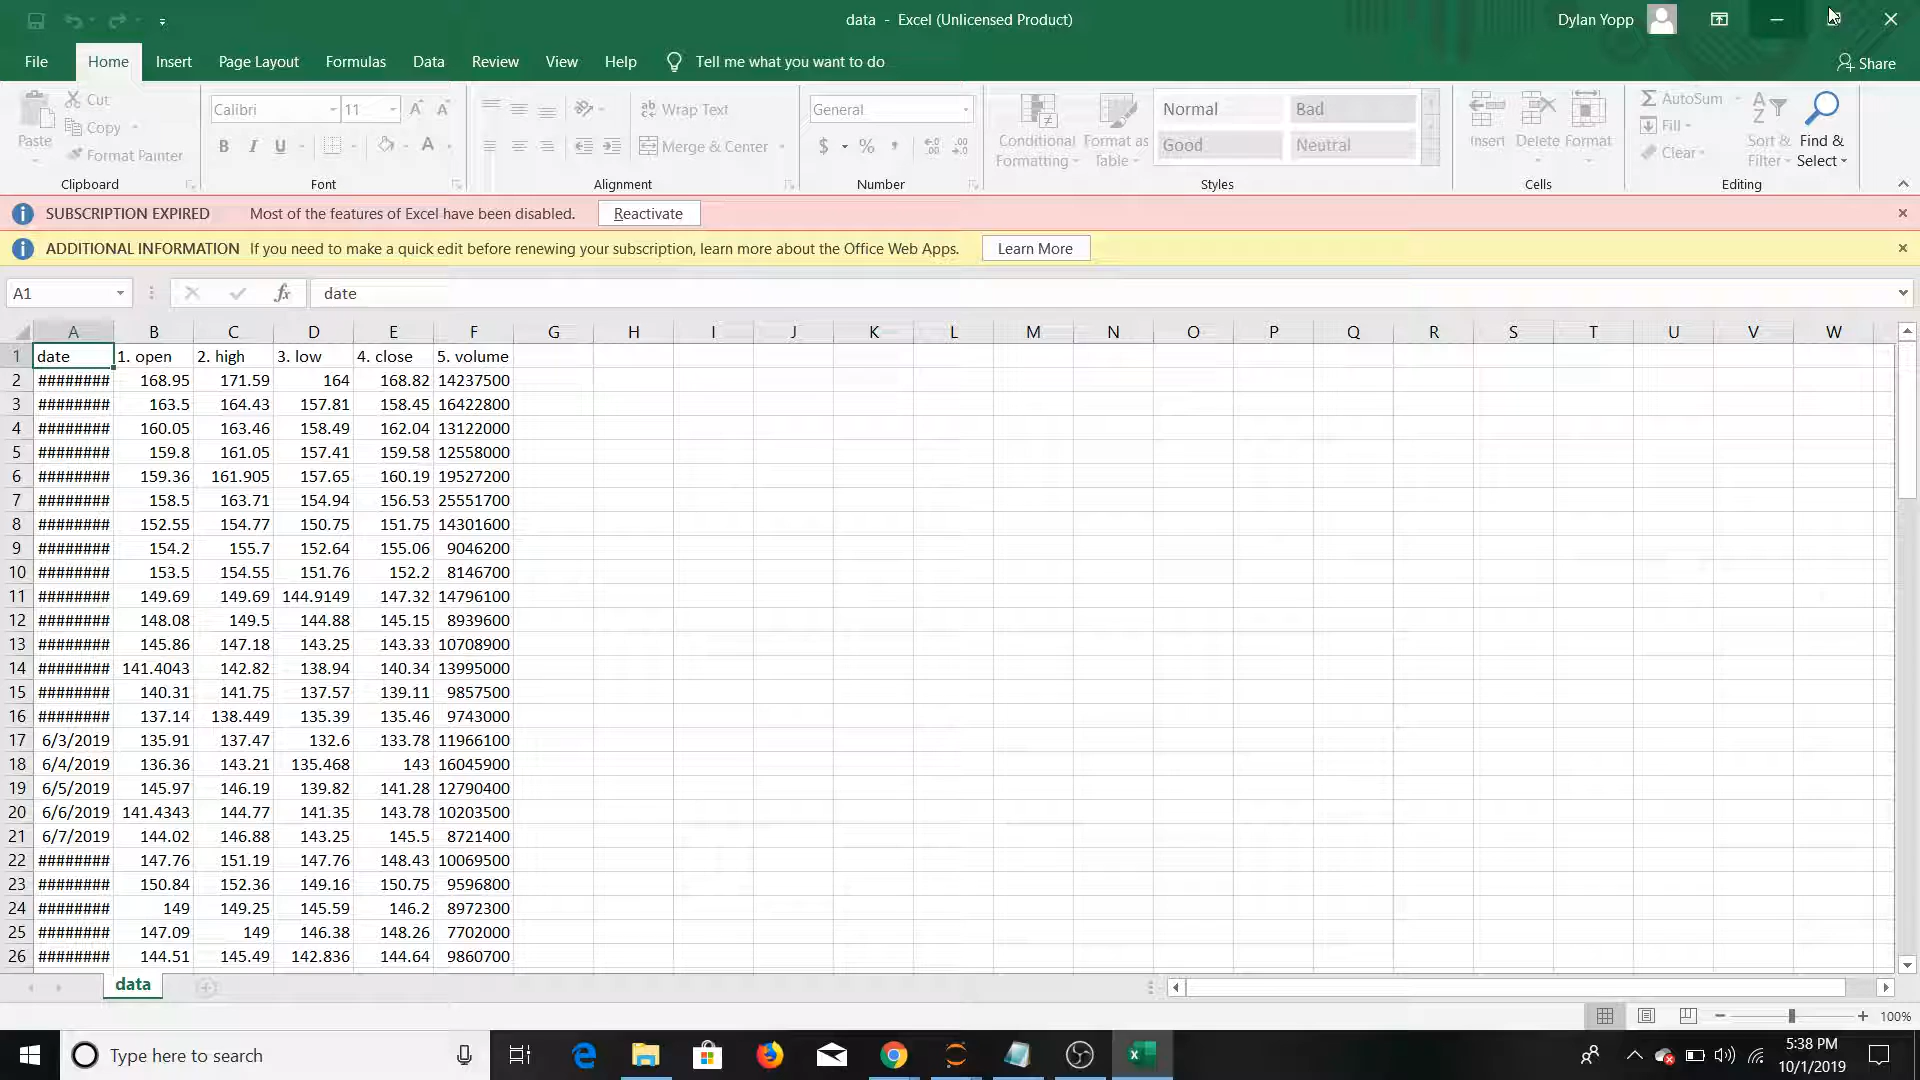 data - Excel (Unlicensed Product)
Dylan Yopp
File Home Insert Page Layout Formulas Data Review View Help Tell me what you want to do
Share
Paste
Cut
Copy
Format Painter
Clipboard
Calibri 11
B I U A
Font
Wrap Text
Merge & Center
Alignment
General
$ % ,
Number
Conditional Formatting
Format as Table
Normal Bad
Good Neutral
Styles
Insert Delete Format
Cells
AutoSum
Fill
Clear
Sort & Filter
Find & Select
Editing
SUBSCRIPTION EXPIRED Most of the features of Excel have been disabled. Reactivate
ADDITIONAL INFORMATION If you need to make a quick edit before renewing your subscription, learn more about the Office Web Apps. Learn More
A1 fx date
A B C D E F G H I J K L M N O P Q R S T U V W
1 date 1. open 2. high 3. low 4. close 5. volume
2 ######## 168.95 171.59 164 168.82 14237500
3 ######## 163.5 164.43 157.81 158.45 16422800
4 ######## 160.05 163.46 158.49 162.04 13122000
5 ######## 159.8 161.05 157.41 159.58 12558000
6 ######## 159.36 161.905 157.65 160.19 19527200
7 ######## 158.5 163.71 154.94 156.53 25551700
8 ######## 152.55 154.77 150.75 151.75 14301600
9 ######## 154.2 155.7 152.64 155.06 9046200
10 ######## 153.5 154.55 151.76 152.2 8146700
11 ######## 149.69 149.69 144.9149 147.32 14796100
12 ######## 148.08 149.5 144.88 145.15 8939600
13 ######## 145.86 147.18 143.25 143.33 10708900
14 ######## 141.4043 142.82 138.94 140.34 13995000
15 ######## 140.31 141.75 137.57 139.11 9857500
16 ######## 137.14 138.449 135.39 135.46 9743000
17 6/3/2019 135.91 137.47 132.6 133.78 11966100
18 6/4/2019 136.36 143.21 135.468 143 16045900
19 6/5/2019 145.97 146.19 139.82 141.28 12790400
20 6/6/2019 141.4343 144.77 141.35 143.78 10203500
21 6/7/2019 144.02 146.88 143.25 145.5 8721400
22 ######## 147.76 151.19 147.76 148.43 10069500
23 ######## 150.84 152.36 149.16 150.75 9596800
24 ######## 149 149.25 145.59 146.2 8972300
25 ######## 147.09 149 146.38 148.26 7702000
26 ######## 144.51 145.49 142.836 144.64 9860700
data
100%
Type here to search
5:38 PM
10/1/2019